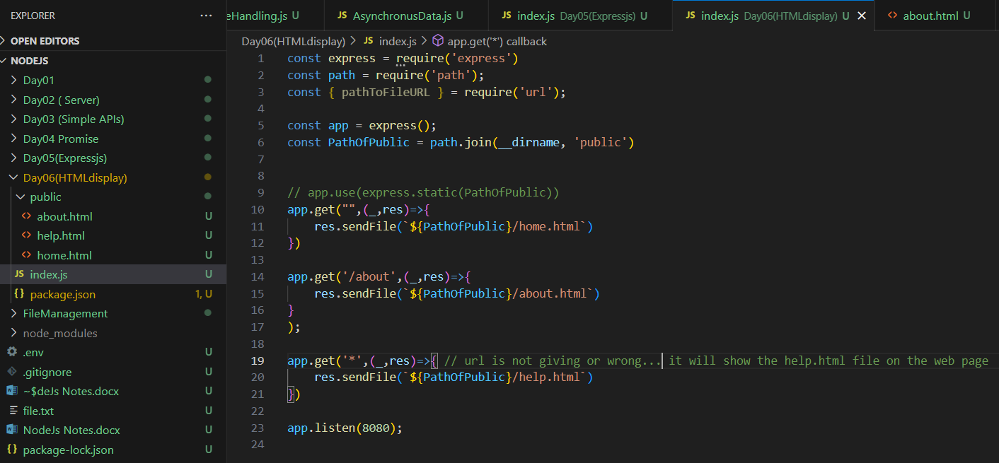 EXPLORER ...
eHandling.js U JS AsynchronusData.js U JS index.js Day05(Expressjs) U JS index.js Day06(HTMLdisplay) U <> about.html U
OPEN EDITORS
NODEJS
Day01
Day02 ( Server)
Day03 (Simple APIs)
Day04 Promise
Day05(Expressjs)
Day06(HTMLdisplay)
public
<> about.html U
<> help.html U
<> home.html U
JS index.js U
{} package.json 1, U
FileManagement
node_modules
.env U
.gitignore U
~$deJs Notes.docx U
file.txt U
NodeJs Notes.docx U
{} package-lock.json U
Day06(HTMLdisplay) > JS index.js > app.get('*') callback
1 const express = require('express')
2 const path = require('path');
3 const { pathToFileURL } = require('url');
4
5 const app = express();
6 const PathOfPublic = path.join(__dirname, 'public')
7
8
9 // app.use(express.static(PathOfPublic))
10 app.get("",(_,res)=>{
11 res.sendFile(`${PathOfPublic}/home.html`)
12 })
13
14 app.get('/about',(_,res)=>{
15 res.sendFile(`${PathOfPublic}/about.html`)
16 }
17 );
18
19 app.get('*',(_,res)=>{ // url is not giving or wrong... it will show the help.html file on the web page
20 res.sendFile(`${PathOfPublic}/help.html`)
21 })
22
23 app.listen(8080);
24